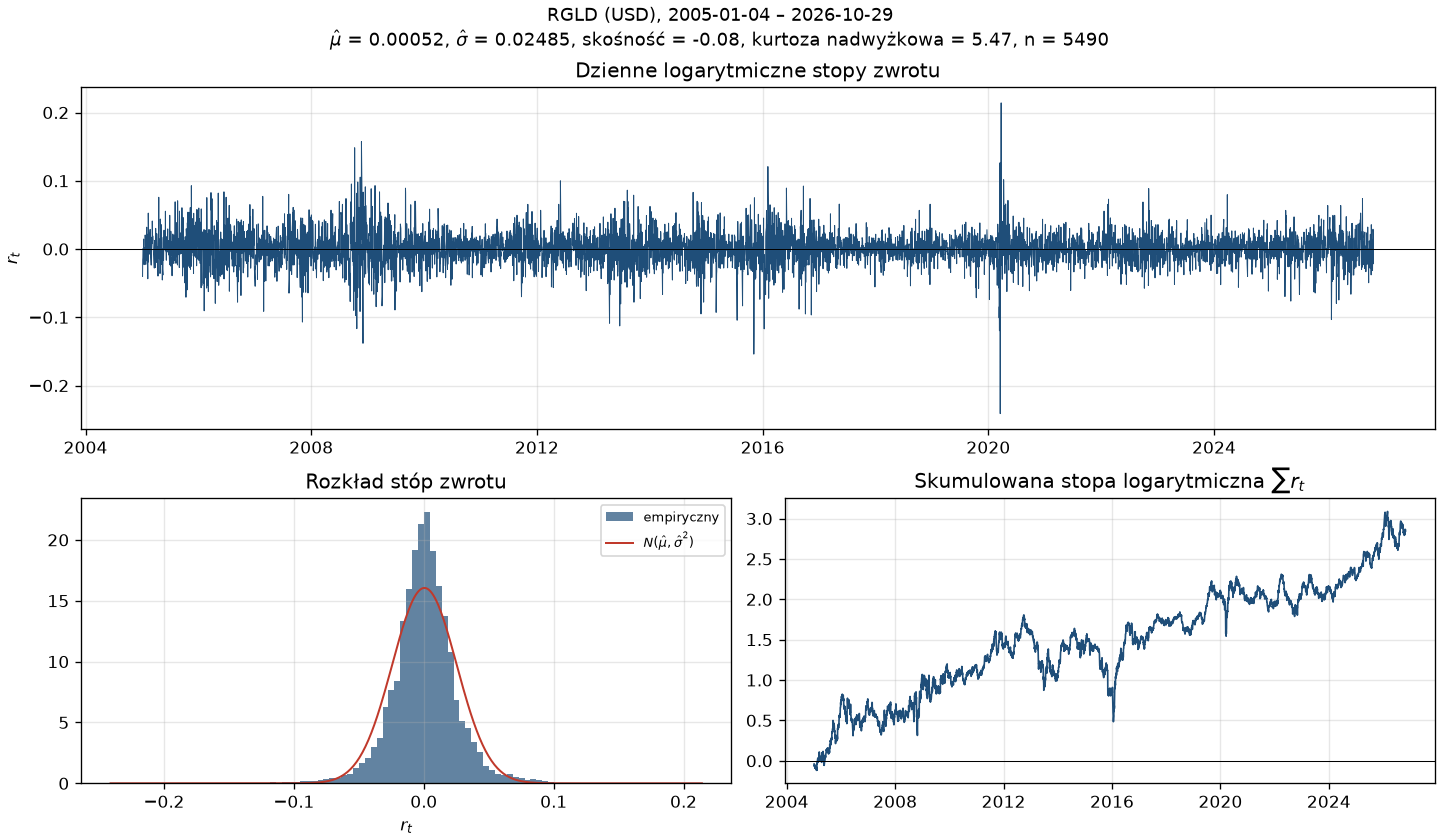 RGLD (USD), 2005-01-04 – 2026-10-29
μ̂ = 0.00052, σ̂ = 0.02485, skośność = -0.08, kurtoza nadwyżkowa = 5.47, n = 5490
Dzienne logarytmiczne stopy zwrotu
0.2
0.1
0.0
−0.1
−0.2
r_t
2004 2008 2012 2016 2020 2024
Rozkład stóp zwrotu
empiryczny
N(μ̂, σ̂²)
20
15
10
5
0
−0.2 −0.1 0.0 0.1 0.2
r_t
Skumulowana stopa logarytmiczna ∑r_t
3.0
2.5
2.0
1.5
1.0
0.5
0.0
2004 2008 2012 2016 2020 2024